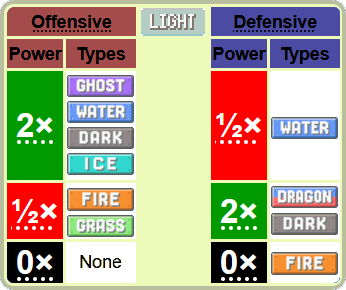 Offensive LIGHT Defensive
Power Types Power Types
2× GHOST WATER DARK ICE
½× WATER
½× FIRE GRASS
2× DRAGON DARK
0× None
0× FIRE